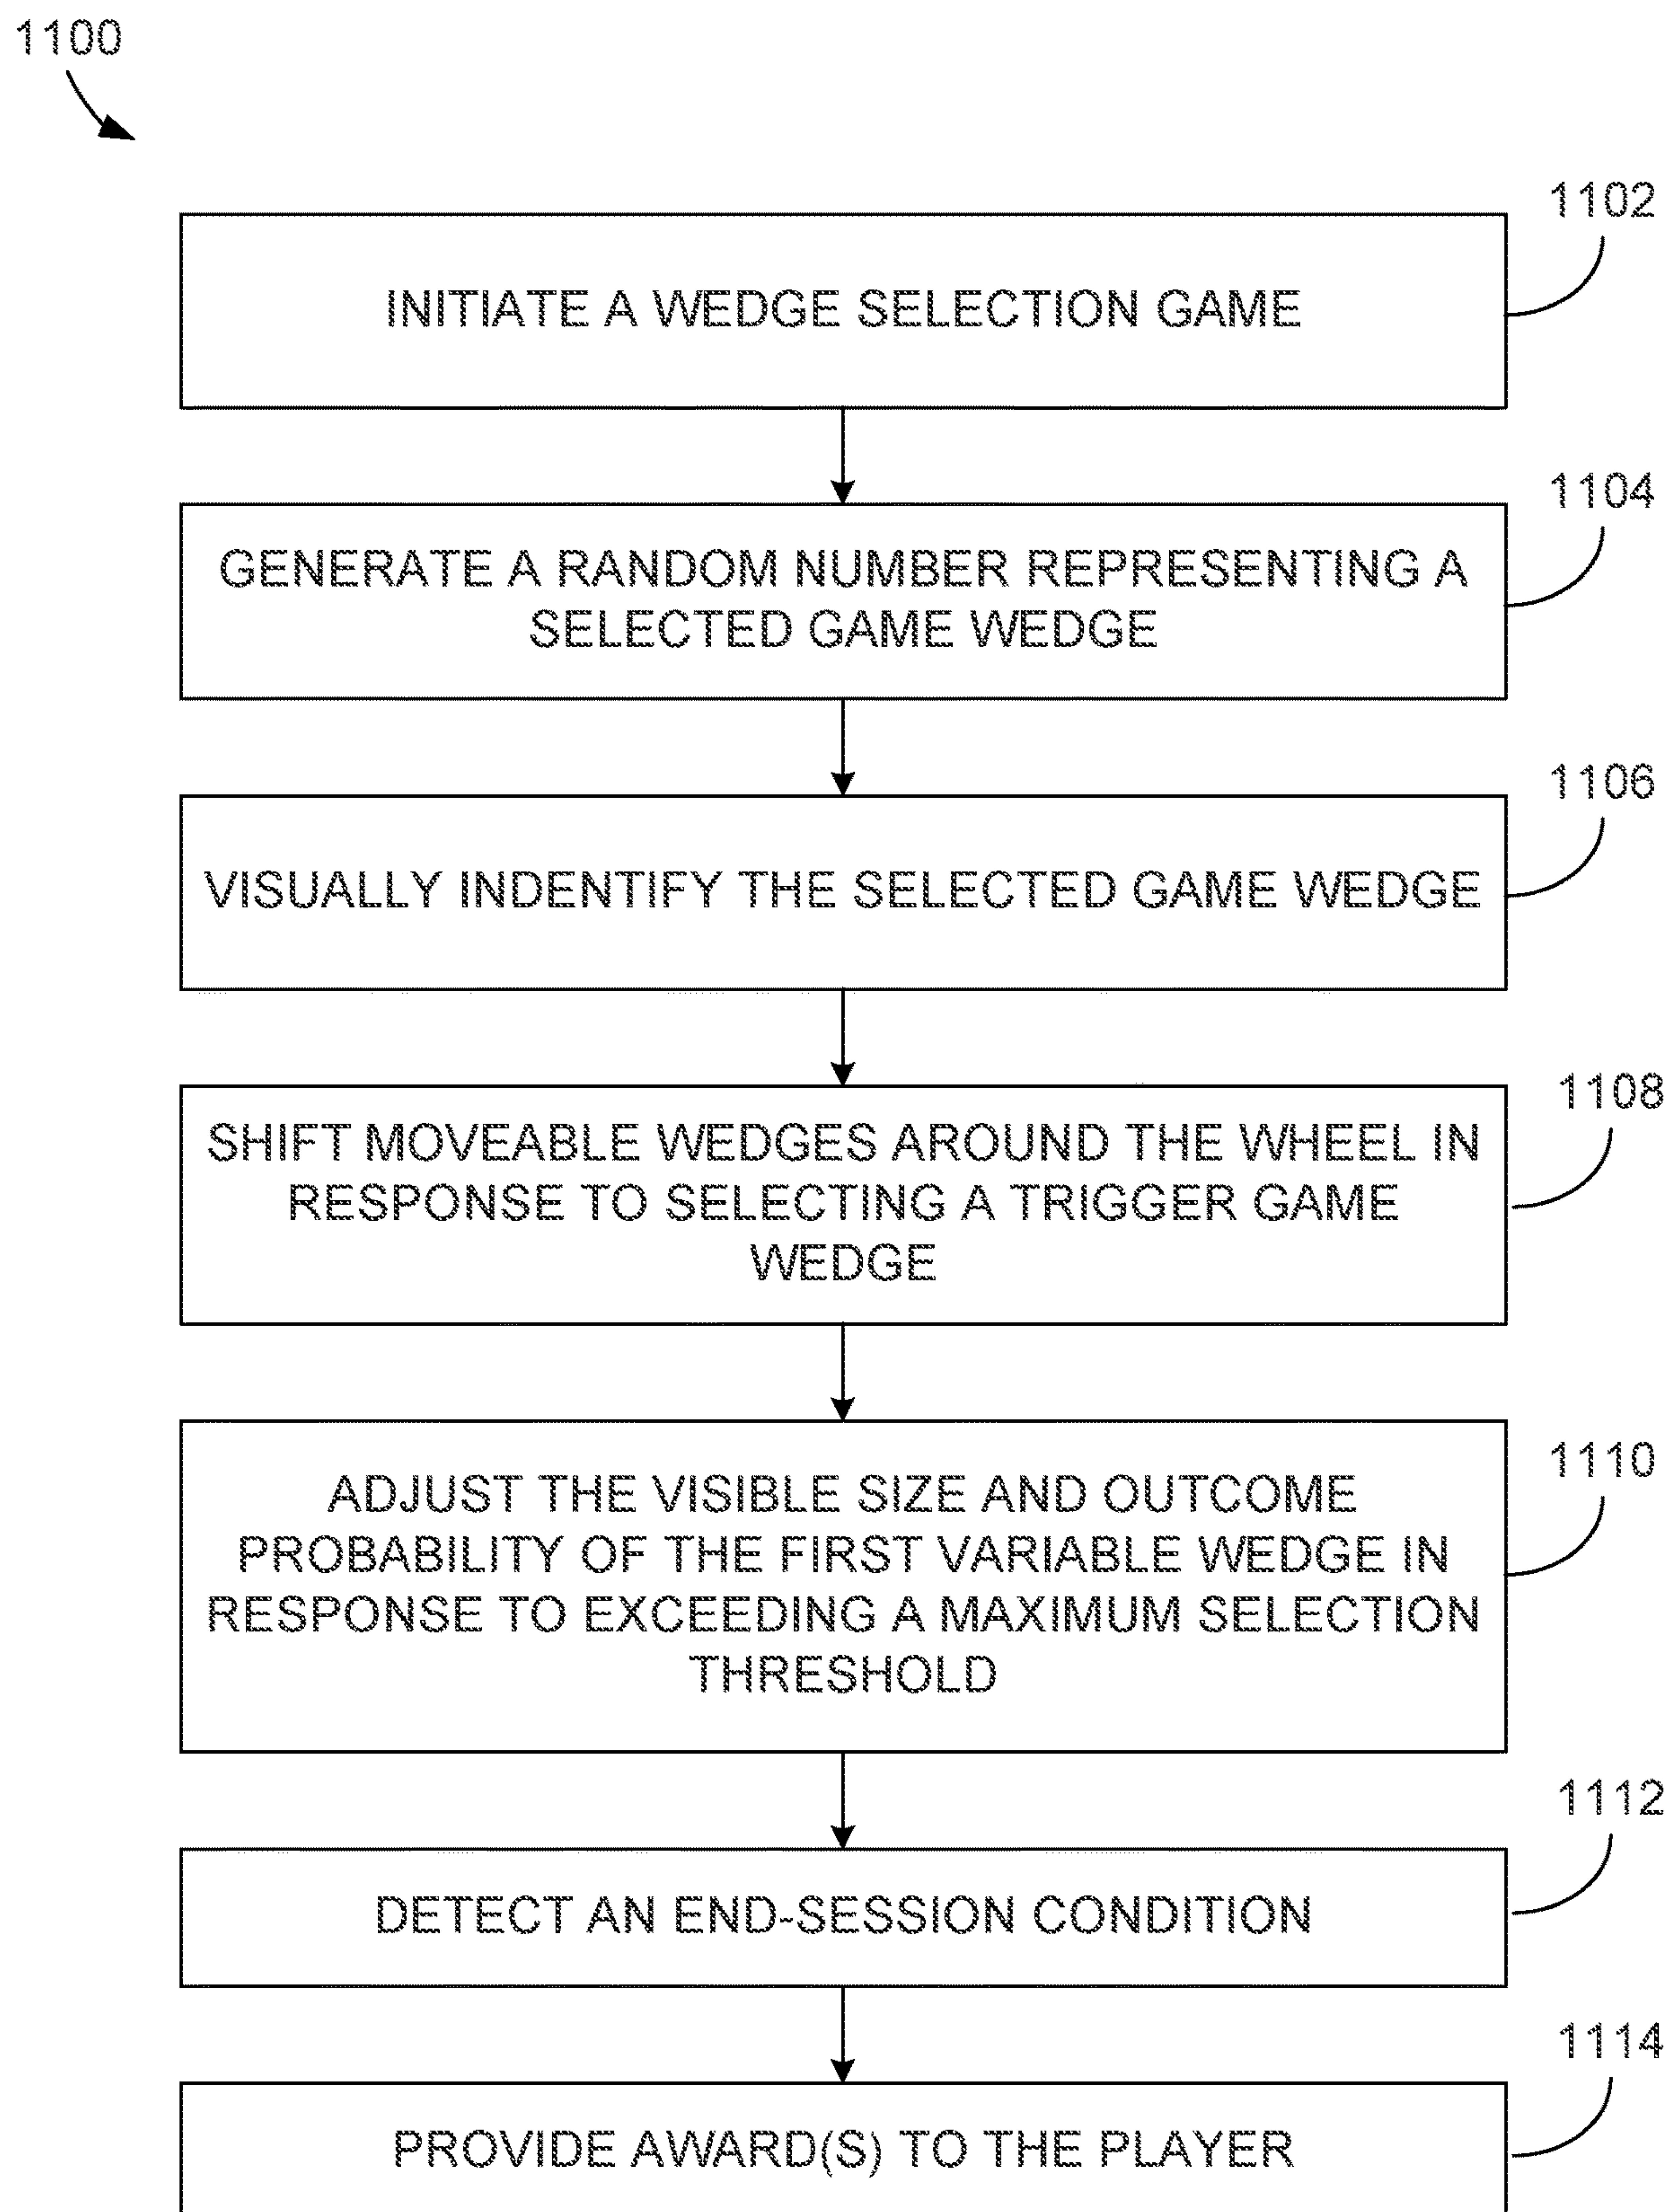 1100
1102
INITIATE A WEDGE SELECTION GAME
1104
GENERATE A RANDOM NUMBER REPRESENTING A
SELECTED GAME WEDGE
1106
VISUALLY INDENTIFY THE SELECTED GAME WEDGE
1108
SHIFT MOVEABLE WEDGES AROUND THE WHEEL IN
RESPONSE TO SELECTING A TRIGGER GAME
WEDGE
1110
ADJUST THE VISIBLE SIZE AND OUTCOME
PROBABILITY OF THE FIRST VARIABLE WEDGE IN
RESPONSE TO EXCEEDING A MAXIMUM SELECTION
THRESHOLD
1112
DETECT AN END-SESSION CONDITION
1114
PROVIDE AWARD(S) TO THE PLAYER